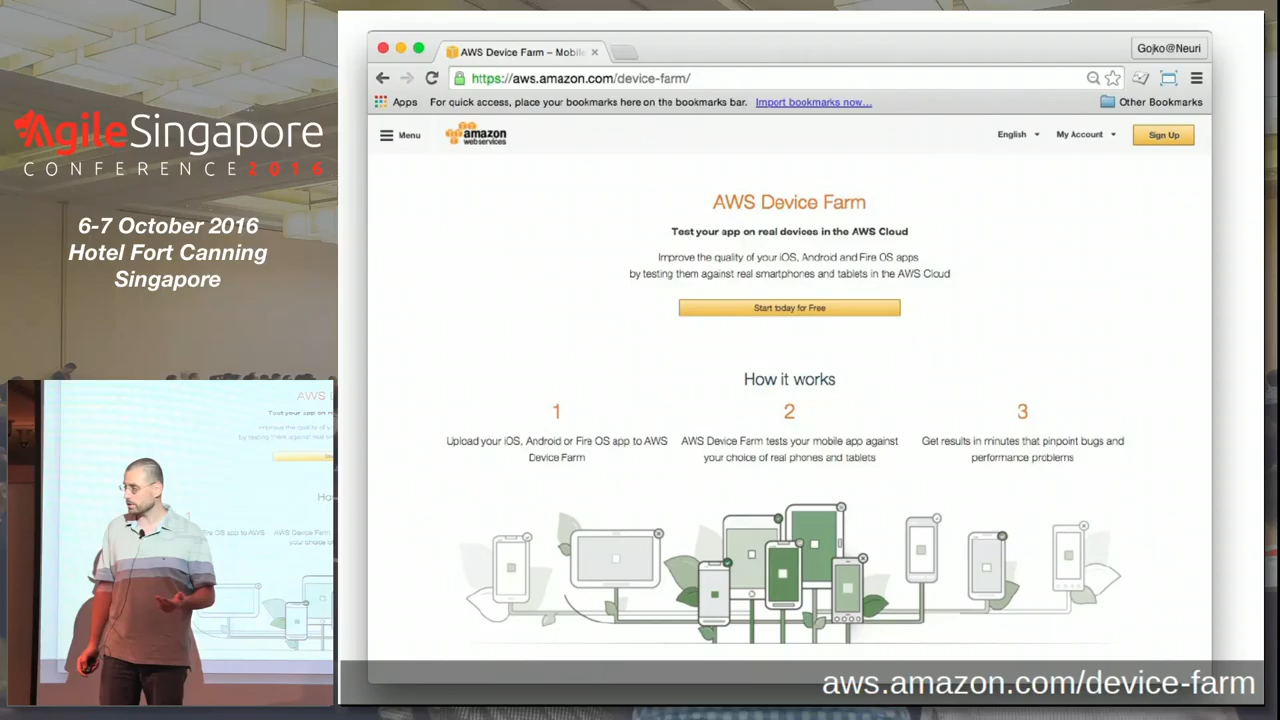 AgileSingapore
CONFERENCE 2016
6-7 October 2016
Hotel Fort Canning
Singapore
AWS Device Farm – Mobil
Gojko@Neuri
https://aws.amazon.com/device-farm/
Apps
For quick access, place your bookmarks here on the bookmarks bar. Import bookmarks now...
Other Bookmarks
Menu
amazon
web services
English
My Account
Sign Up
AWS Device Farm
Test your app on real devices in the AWS Cloud
Improve the quality of your iOS, Android and Fire OS apps
by testing them against real smartphones and tablets in the AWS Cloud
Start today for Free
How it works
1
Upload your iOS, Android or Fire OS app to AWS
Device Farm
2
AWS Device Farm tests your mobile app against
your choice of real phones and tablets
3
Get results in minutes that pinpoint bugs and
performance problems
aws.amazon.com/device-farm